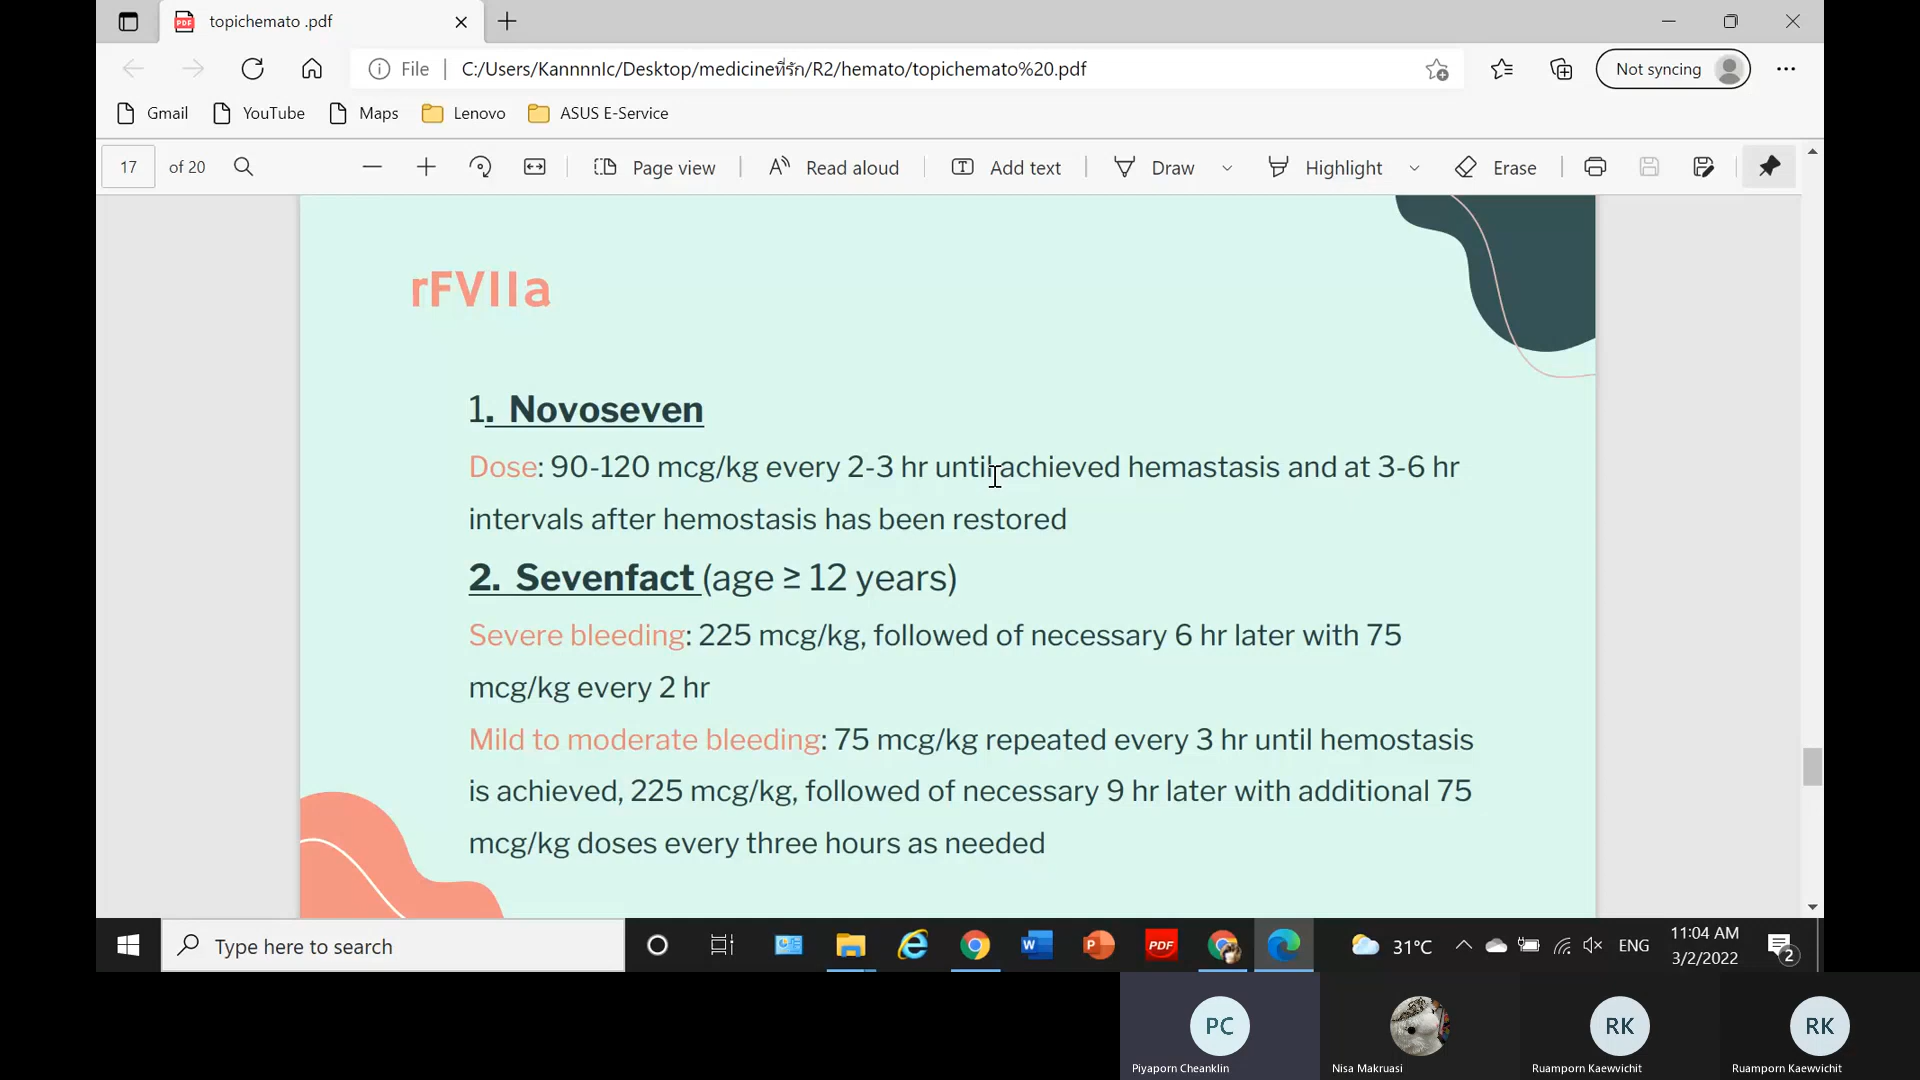 topichemato .pdf
File
C:/Users/KannnnIc/Desktop/medicineที่รัก/R2/hemato/topichemato%20.pdf
Not syncing
Gmail
YouTube
Maps
Lenovo
ASUS E-Service
17
of 20
Page view
Read aloud
Add text
Draw
Highlight
Erase
rFVIIa
1. Novoseven
Dose: 90-120 mcg/kg every 2-3 hr until achieved hemastasis and at 3-6 hr
intervals after hemostasis has been restored
2. Sevenfact (age ≥ 12 years)
Severe bleeding: 225 mcg/kg, followed of necessary 6 hr later with 75
mcg/kg every 2 hr
Mild to moderate bleeding: 75 mcg/kg repeated every 3 hr until hemostasis
is achieved, 225 mcg/kg, followed of necessary 9 hr later with additional 75
mcg/kg doses every three hours as needed
Type here to search
PDF
31°C
ENG
11:04 AM
3/2/2022
2
PC
RK
RK
Piyaporn Cheanklin
Nisa Makruasi
Ruamporn Kaewvichit
Ruamporn Kaewvichit